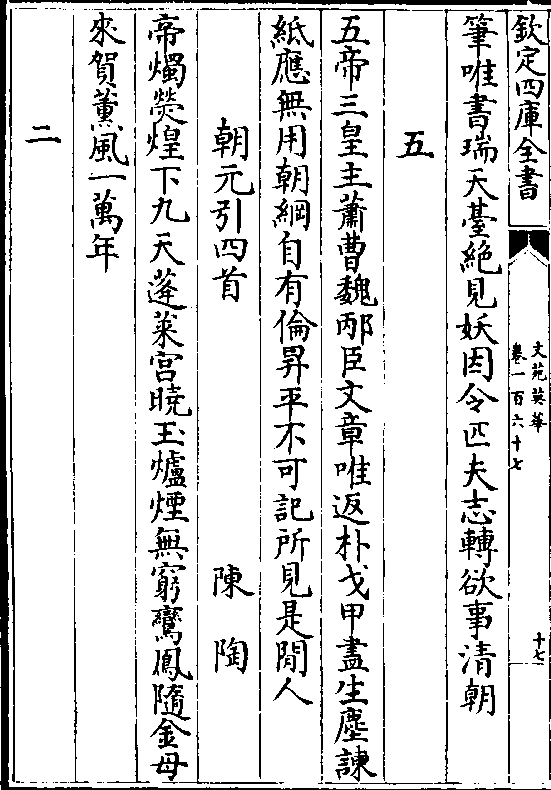 欽定四庫全書
文苑英華
卷一百六十七
十七
筆唯書瑞天臺絶見妖因令匹夫志轉欲事清朝
五
五帝三皇主蕭曹魏邴臣文章唯返朴戈甲盡生塵諌
紙應無用朝綱自有倫昇平不可記所見是閒人
朝元引四首 陳陶
帝燭熒煌下九天蓬萊宫曉玉爐煙無窮鸞鳳隨金母
來賀薫風一萬年
二